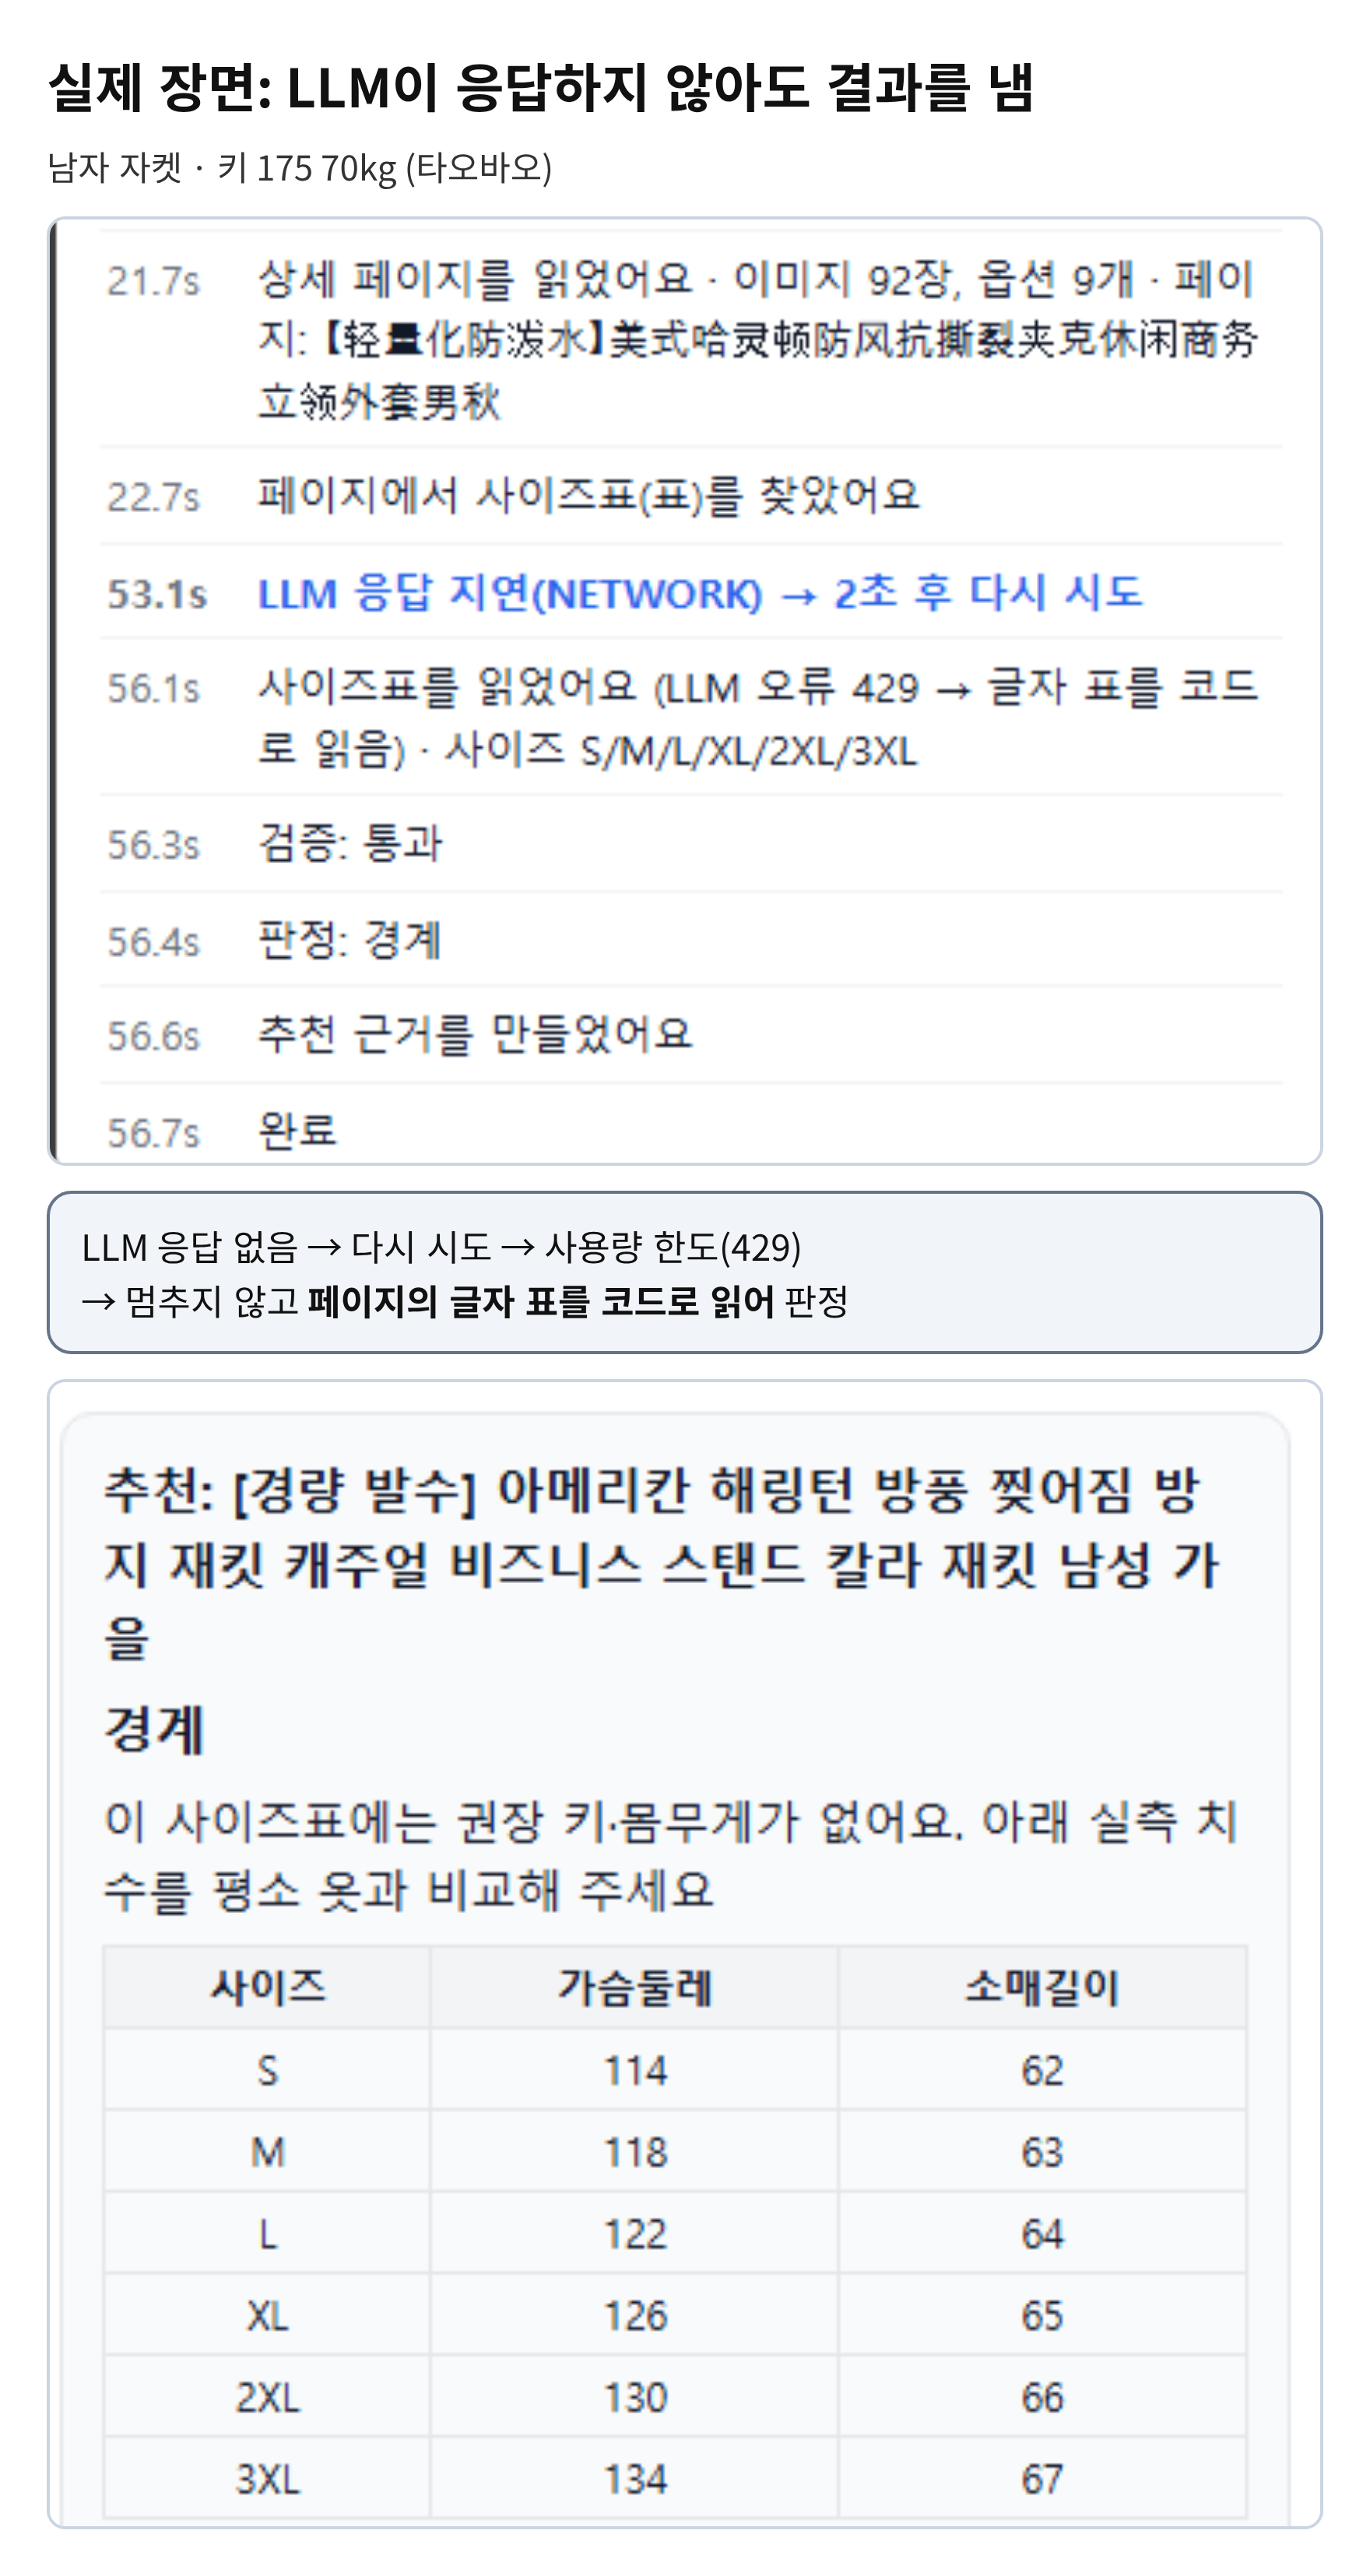 실제 장면: LLM이 응답하지 않아도 결과를 냄
남자 자켓 · 키 175 70kg (타오바오)
21.7s 상세 페이지를 읽었어요 · 이미지 92장, 옵션 9개 · 페이
지: 【轻量化防泼水】美式哈灵顿防风抗撕裂夹克休闲商务
立领外套男秋
22.7s 페이지에서 사이즈표(표)를 찾았어요
53.1s LLM 응답 지연(NETWORK) → 2초 후 다시 시도
56.1s 사이즈표를 읽었어요 (LLM 오류 429 → 글자 표를 코드
로 읽음) · 사이즈 S/M/L/XL/2XL/3XL
56.3s 검증: 통과
56.4s 판정: 경계
56.6s 추천 근거를 만들었어요
56.7s 완료
LLM 응답 없음 → 다시 시도 → 사용량 한도(429)
→ 멈추지 않고 페이지의 글자 표를 코드로 읽어 판정
추천: [경량 발수] 아메리칸 해링턴 방풍 찢어짐 방
지 재킷 캐주얼 비즈니스 스탠드 칼라 재킷 남성 가
을
경계
이 사이즈표에는 권장 키·몸무게가 없어요. 아래 실측 치
수를 평소 옷과 비교해 주세요
사이즈 가슴둘레 소매길이
S 114 62
M 118 63
L 122 64
XL 126 65
2XL 130 66
3XL 134 67